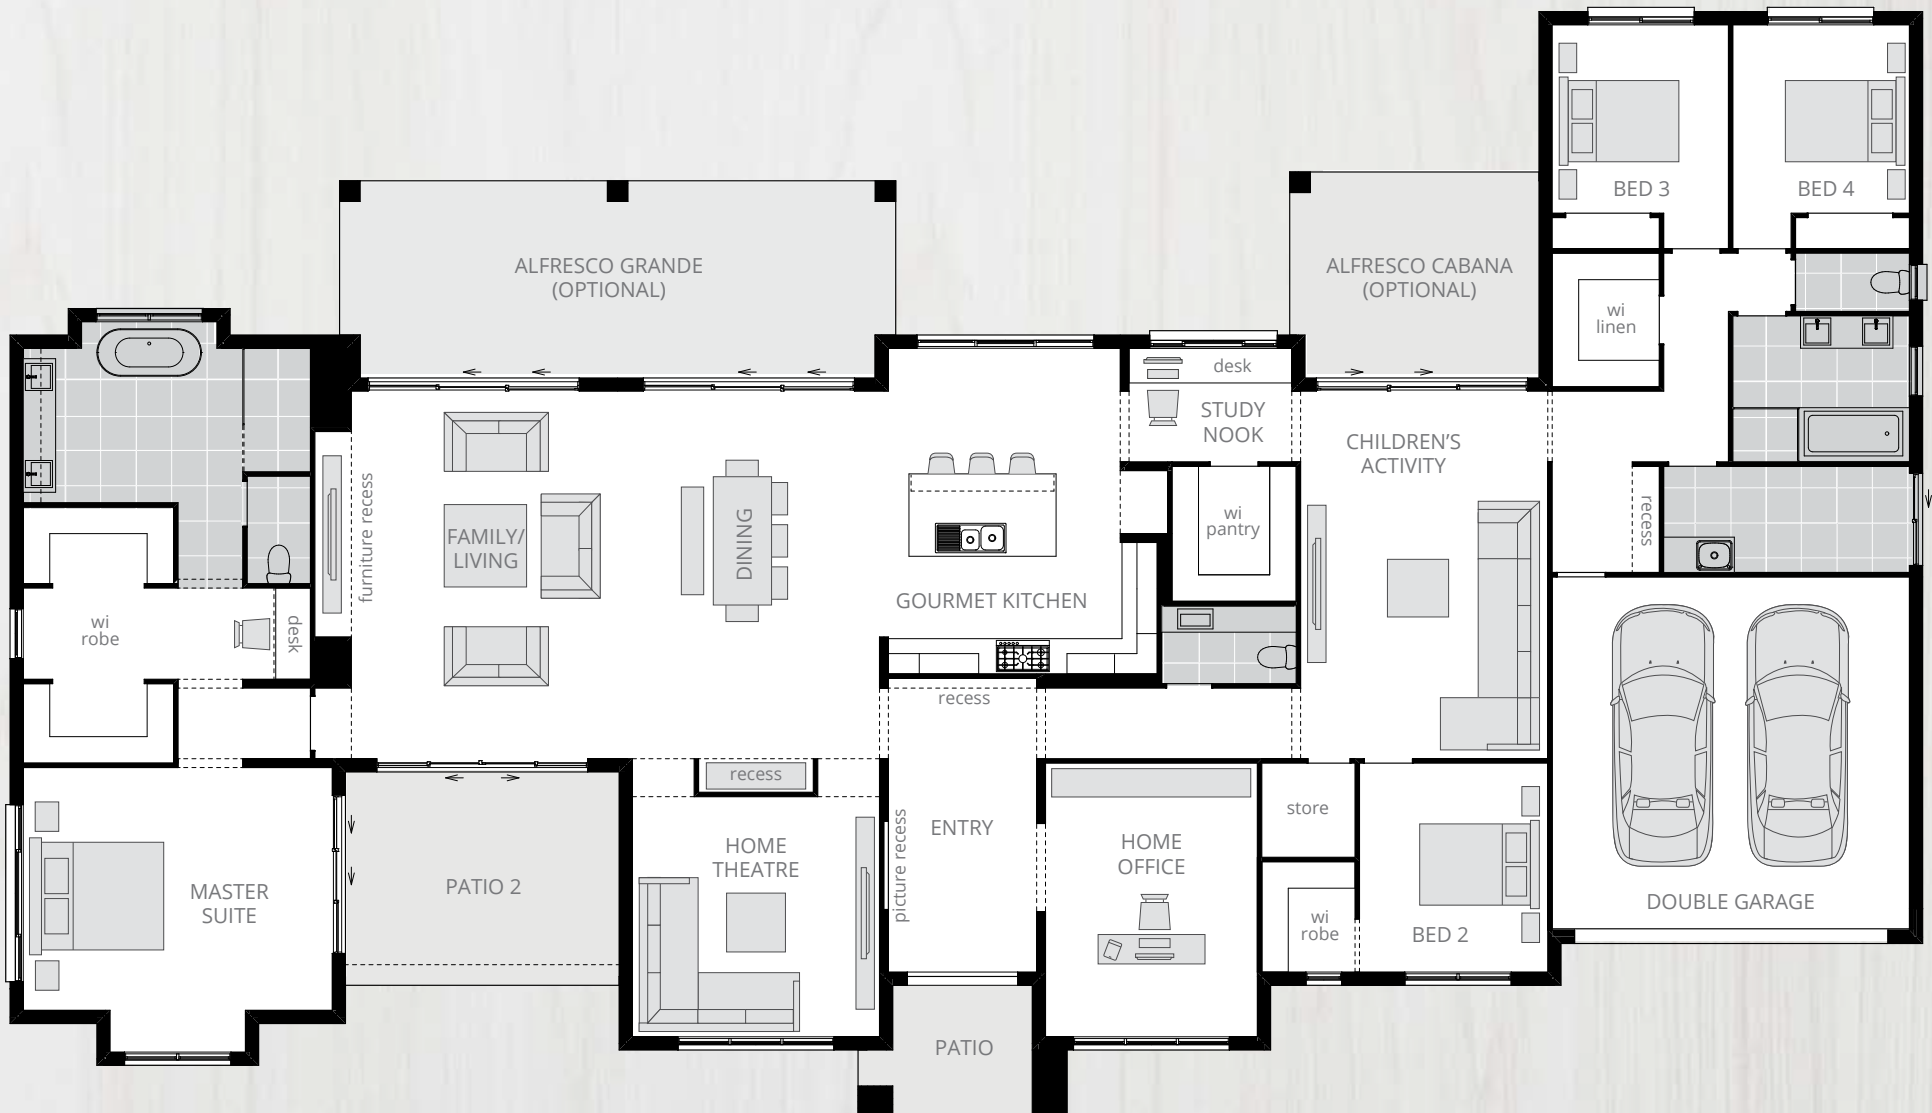 BED 3
BED 4
ALFRESCO GRANDE
(OPTIONAL)
ALFRESCO CABANA
(OPTIONAL)
wi
linen
desk
STUDY
NOOK
CHILDREN'S
ACTIVITY
furniture recess
FAMILY/
LIVING
DINING
wi
pantry
recess
GOURMET KITCHEN
wi
robe
desk
recess
recess
MASTER
SUITE
PATIO 2
HOME
THEATRE
picture recess
ENTRY
HOME
OFFICE
store
wi
robe
BED 2
DOUBLE GARAGE
PATIO